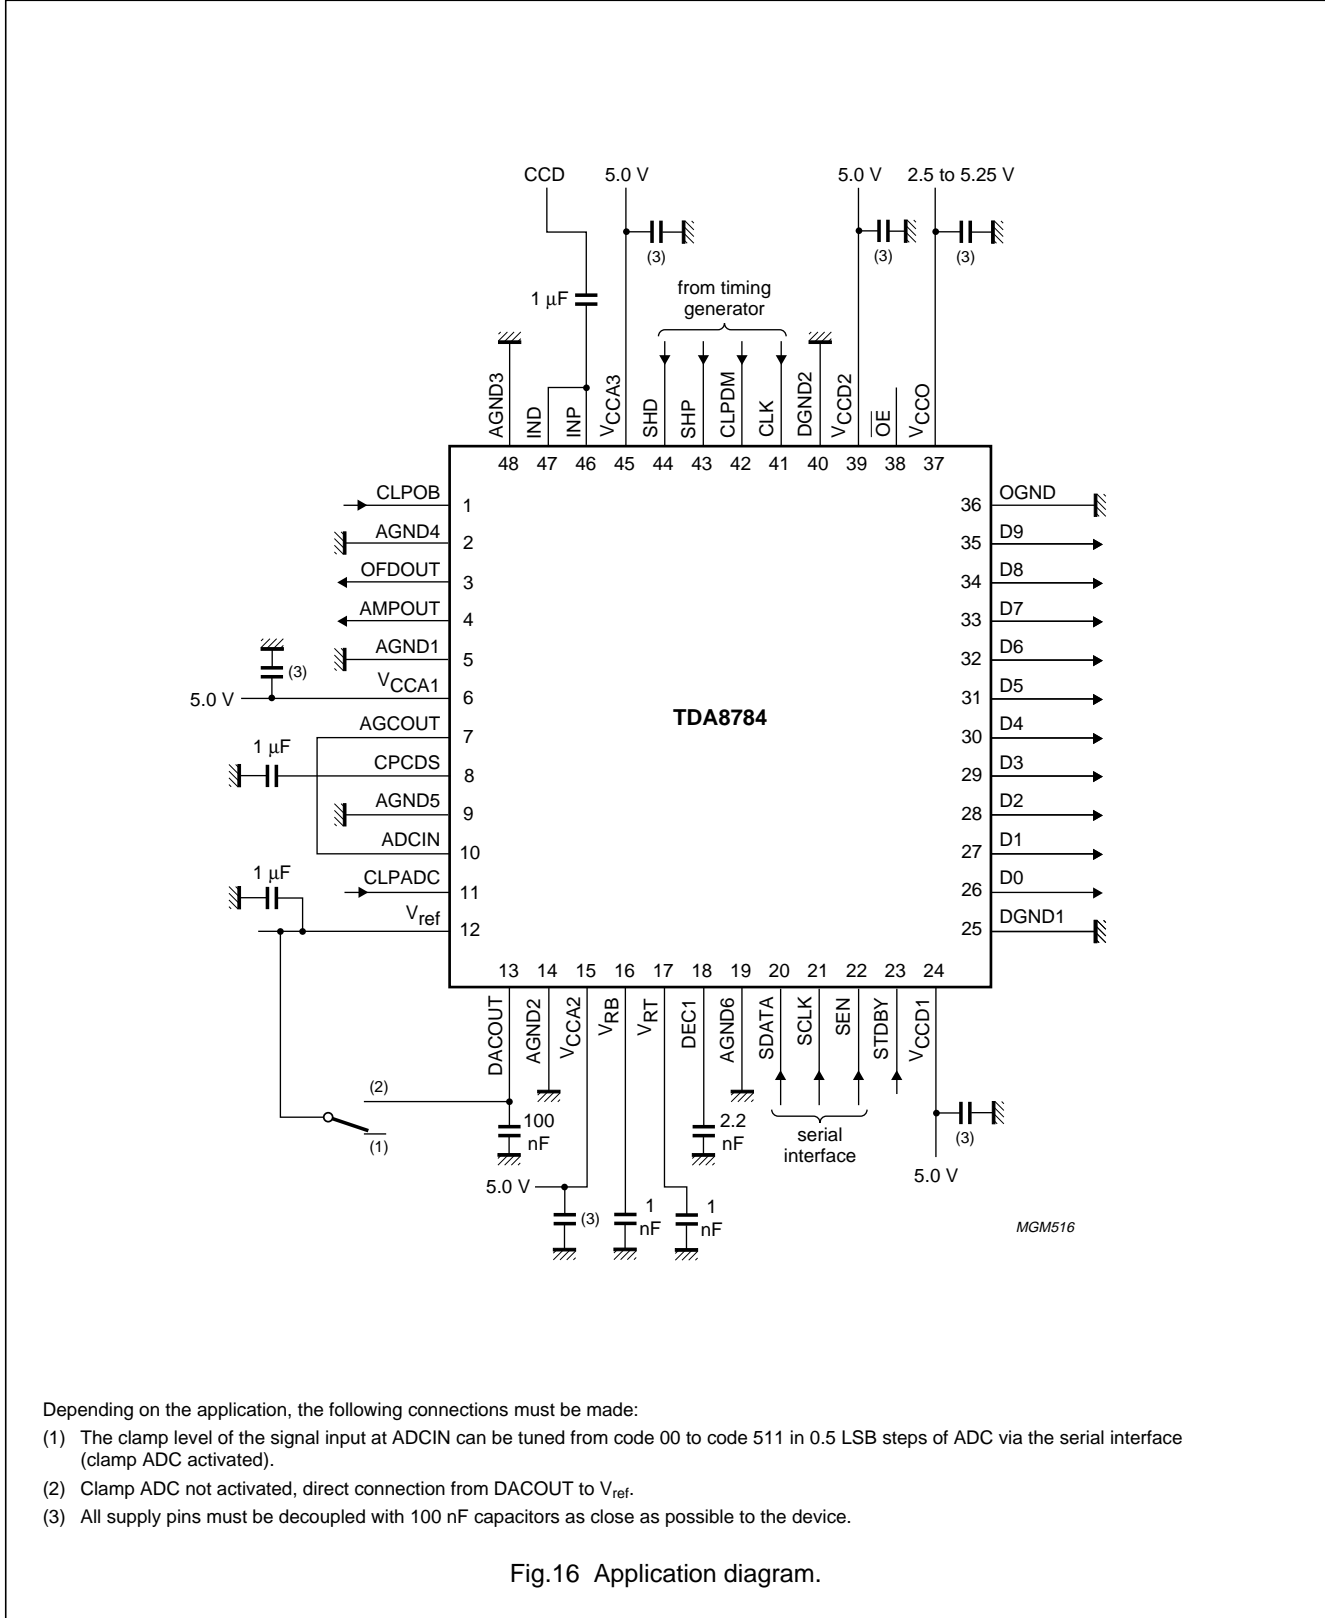 CCD 5.0 V 5.0 V 2.5 to 5.25 V
(3) (3) (3)
from timing
generator
1 μF
AGND3 IND INP VCCA3 SHD SHP CLPDM CLK DGND2 VCCD2 OE VCCO
48 47 46 45 44 43 42 41 40 39 38 37
CLPOB 1 36 OGND
AGND4 2 35 D9
OFDOUT 3 34 D8
AMPOUT 4 33 D7
AGND1 5 32 D6
(3)
5.0 V VCCA1 6 31 D5
TDA8784
AGCOUT 7 30 D4
1 μF
CPCDS 8 29 D3
AGND5 9 28 D2
ADCIN 10 27 D1
1 μF
CLPADC 11 26 D0
Vref 12 25 DGND1
13 14 15 16 17 18 19 20 21 22 23 24
DACOUT AGND2 VCCA2 VRB VRT DEC1 AGND6 SDATA SCLK SEN STDBY VCCD1
(2)
(1)
100
nF
2.2
nF
serial
interface
(3)
5.0 V
5.0 V
(3)
1
nF
1
nF
MGM516
Depending on the application, the following connections must be made:
(1) The clamp level of the signal input at ADCIN can be tuned from code 00 to code 511 in 0.5 LSB steps of ADC via the serial interface
(clamp ADC activated).
(2) Clamp ADC not activated, direct connection from DACOUT to Vref.
(3) All supply pins must be decoupled with 100 nF capacitors as close as possible to the device.
Fig.16 Application diagram.